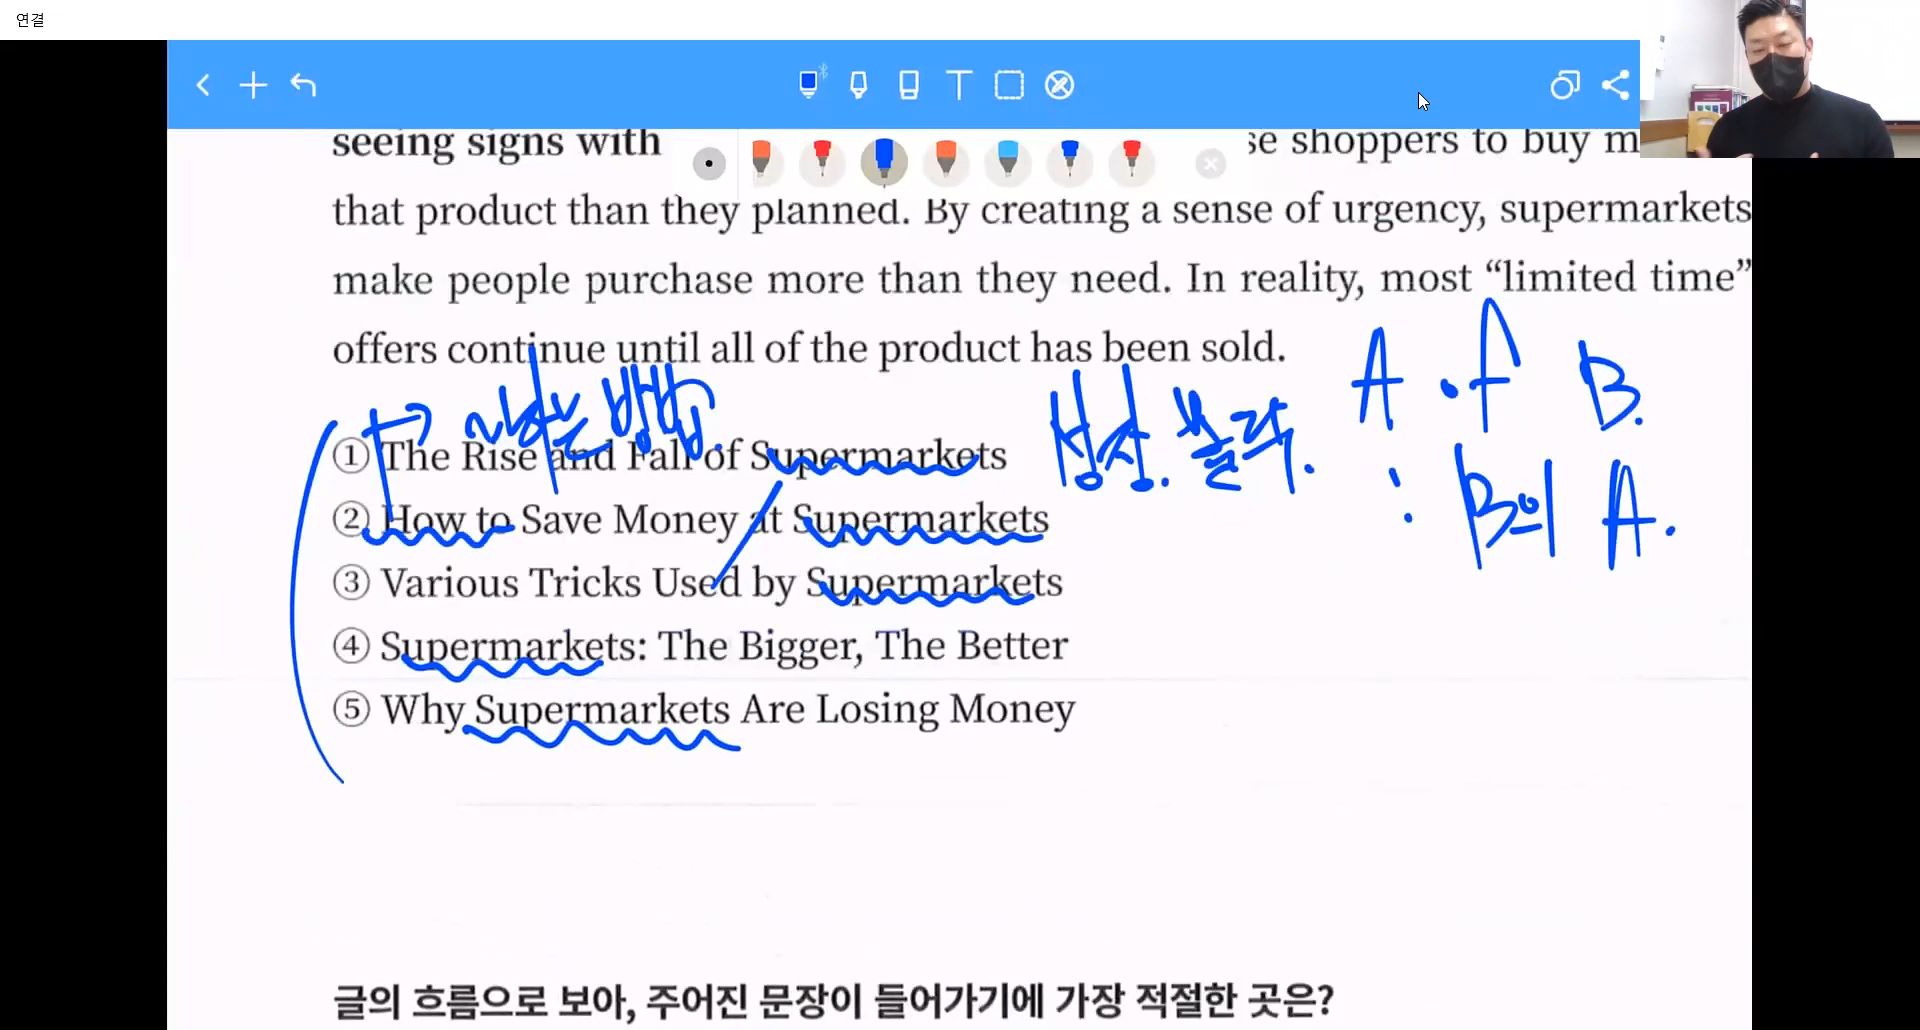 연결
seeing signs with se shoppers to buy m
that product than they planned. By creating a sense of urgency, supermarkets
make people purchase more than they need. In reality, most “limited time”
offers continue until all of the product has been sold.
A of B.
: B의 A.
방법.
성장. 몰락.
① The Rise and Fall of Supermarkets
② How to Save Money at Supermarkets
③ Various Tricks Used by Supermarkets
④ Supermarkets: The Bigger, The Better
⑤ Why Supermarkets Are Losing Money
글의 흐름으로 보아, 주어진 문장이 들어가기에 가장 적절한 곳은?